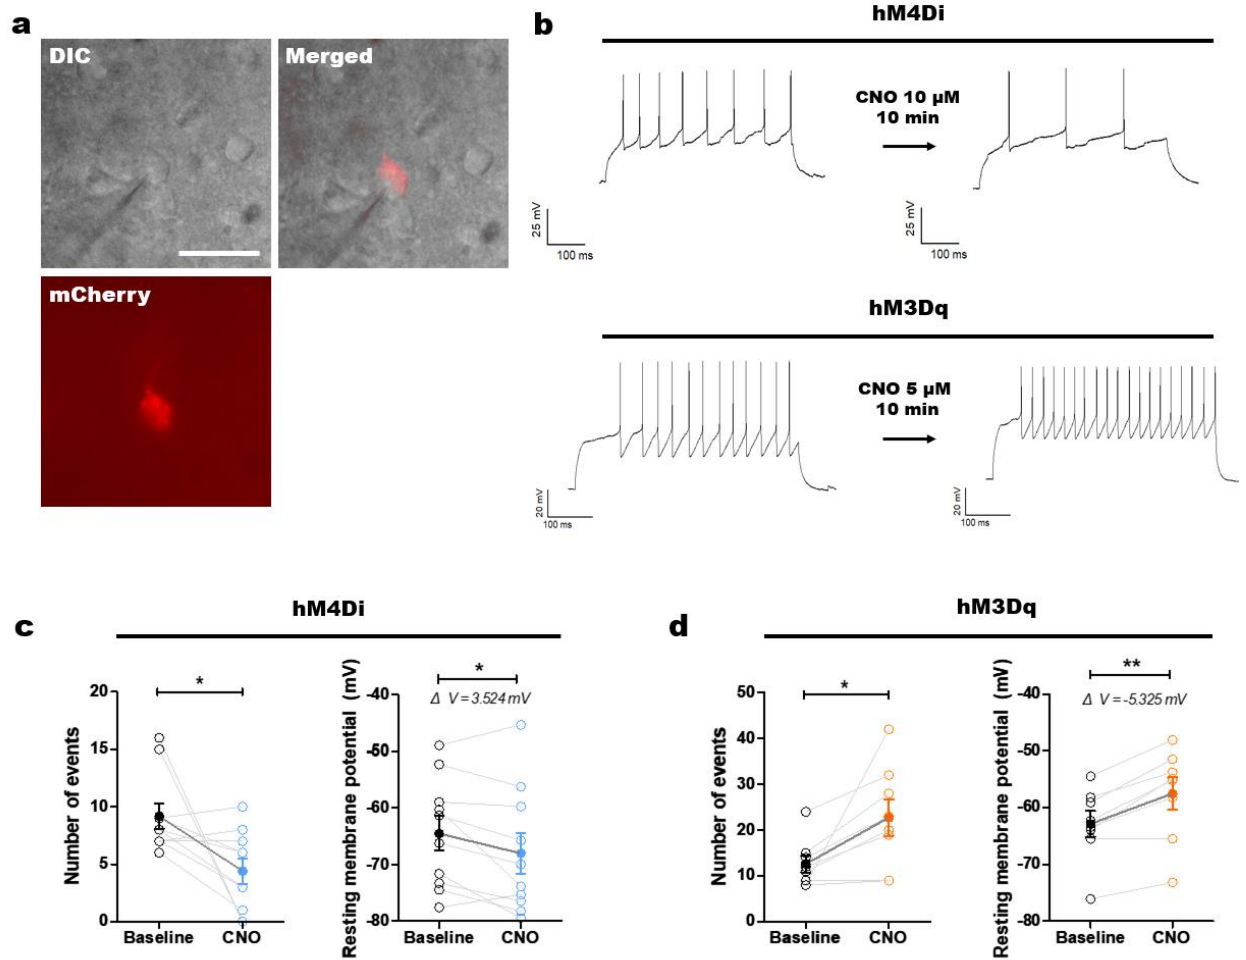 a
DIC
Merged
mCherry
b
hM4Di
CNO 10 µM
10 min
25 mV
100 ms
25 mV
100 ms
hM3Dq
CNO 5 µM
10 min
20 mV
100 ms
20 mV
100 ms
c
hM4Di
Number of events
20
15
10
5
0
*
Baseline
CNO
Resting membrane potential (mV)
-40
-50
-60
-70
-80
*
Δ V = 3.524 mV
Baseline
CNO
d
hM3Dq
Number of events
50
40
30
20
10
0
*
Baseline
CNO
Resting membrane potential (mV)
-40
-50
-60
-70
-80
**
Δ V = -5.325 mV
Baseline
CNO